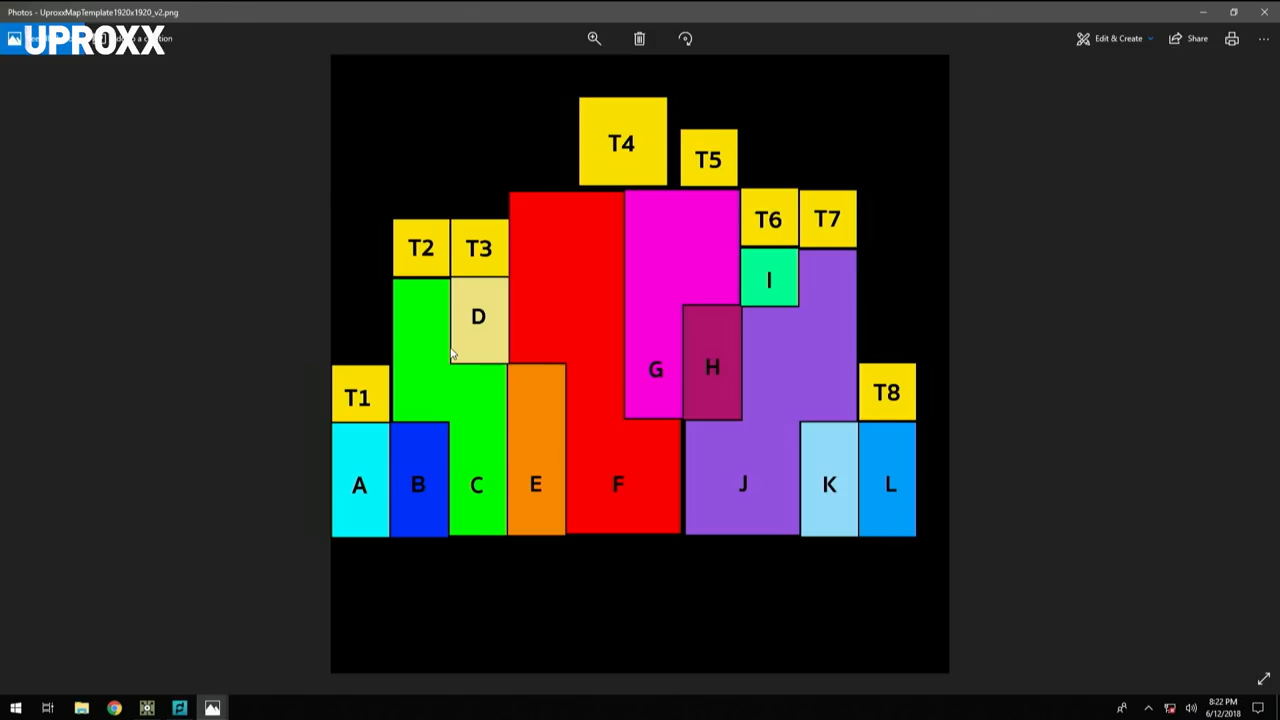 Photos - UproxxMapTemplate1920x1920_v2.png
UPROXX
Edit & Create
Share
T4
T5
T6
T7
T2
T3
I
D
G
H
T1
T8
A
B
C
E
F
J
K
L
8:22 PM
6/12/2018